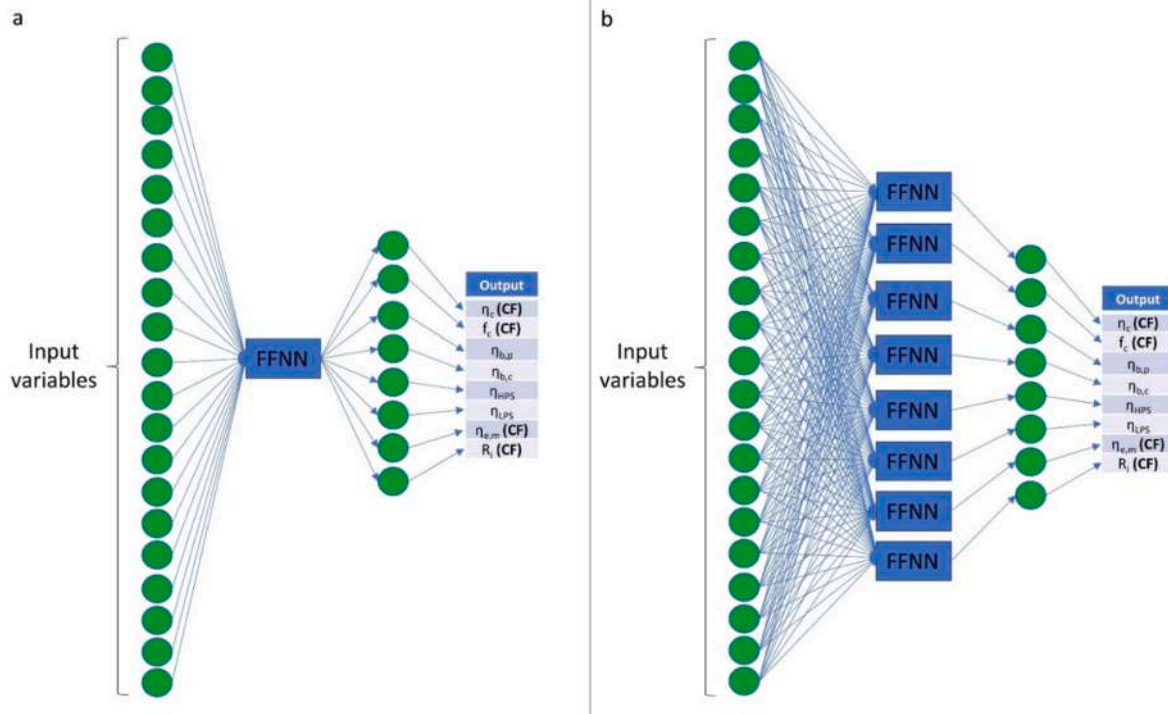 a
Input
variables
FFNN
Output
η_c (CF)
f_c (CF)
η_b,p
η_b,c
η_HPS
η_LPS
η_e,m (CF)
R_i (CF)
b
Input
variables
FFNN
FFNN
FFNN
FFNN
FFNN
FFNN
FFNN
FFNN
Output
η_c (CF)
f_c (CF)
η_b,p
η_b,c
η_HPS
η_LPS
η_e,m (CF)
R_i (CF)